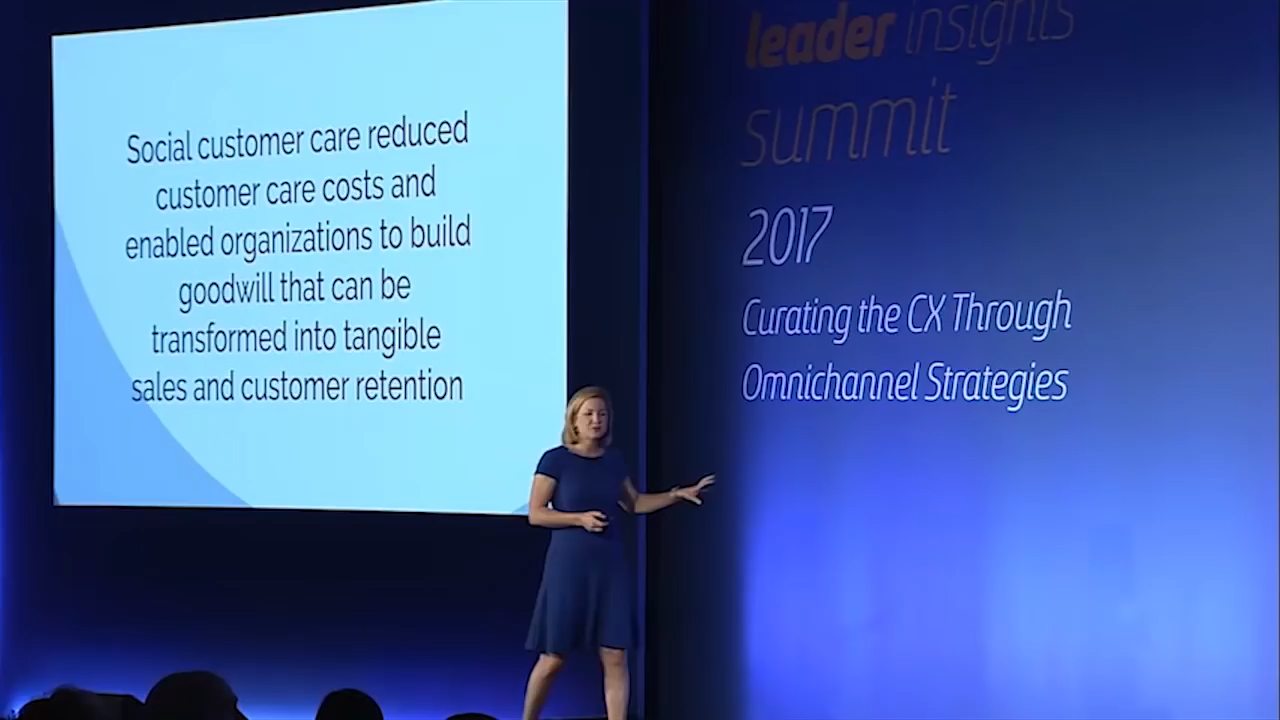 Social customer care reduced
customer care costs and
enabled organizations to build
goodwill that can be
transformed into tangible
sales and customer retention
leader insights
summit
2017
Curating the CX Through
Omnichannel Strategies